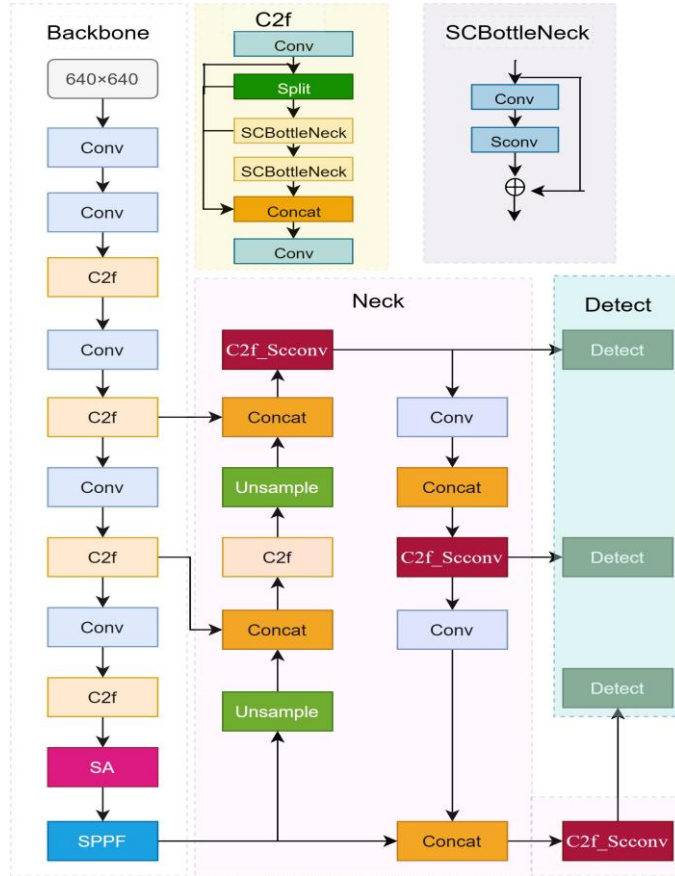 Backbone
640×640
Conv
Conv
C2f
Conv
C2f
Conv
C2f
Conv
C2f
SA
SPPF
C2f
Conv
Split
SCBottleNeck
SCBottleNeck
Concat
Conv
SCBottleNeck
Conv
Sconv
Neck
C2f_Scconv
Concat
Unsample
C2f
Concat
Unsample
Conv
Concat
C2f_Scconv
Conv
Concat
C2f_Scconv
Detect
Detect
Detect
Detect